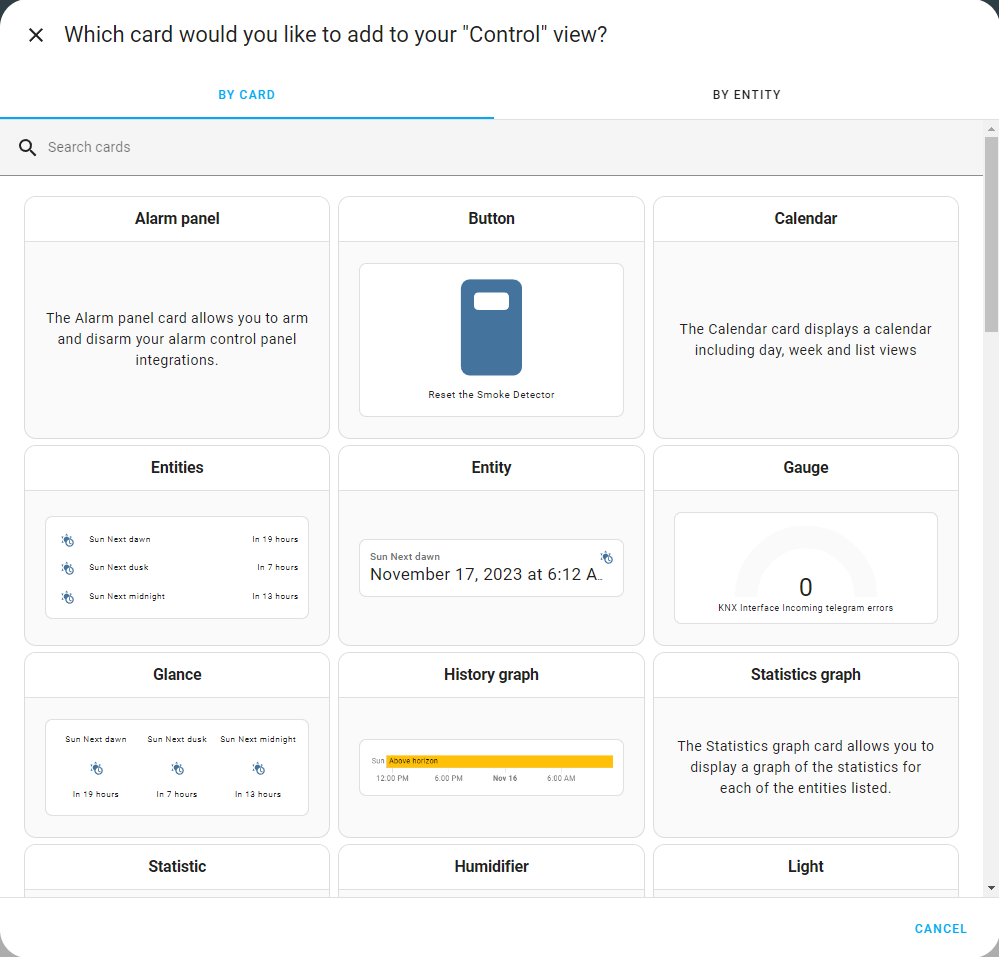 Which card would you like to add to your "Control" view?
BY CARD
BY ENTITY
Search cards
Alarm panel
The Alarm panel card allows you to arm
and disarm your alarm control panel
integrations.
Button
Reset the Smoke Detector
Calendar
The Calendar card displays a calendar
including day, week and list views
Entities
Sun Next dawn In 19 hours
Sun Next dusk In 7 hours
Sun Next midnight In 13 hours
Entity
Sun Next dawn
November 17, 2023 at 6:12 A..
Gauge
0
KNX Interface Incoming telegram errors
Glance
Sun Next dawn Sun Next dusk Sun Next midnight
In 19 hours In 7 hours In 13 hours
History graph
Sun Above horizon
12:00 PM 6:00 PM Nov 16 6:00 AM
Statistics graph
The Statistics graph card allows you to
display a graph of the statistics for
each of the entities listed.
Statistic
Humidifier
Light
CANCEL